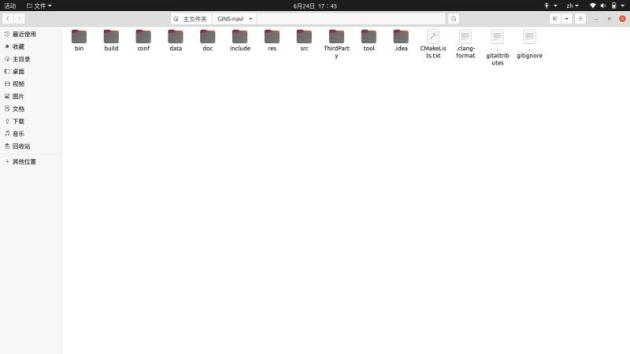 活动 文件 6月24日 17：45 zh
主文件夹 GINS-navi
最近使用
收藏
主目录
桌面
视频
图片
文档
下载
音乐
回收站
+ 其他位置
bin build conf data doc include res src ThirdParty tool .idea CMakeLists.txt .clang-format .gitattributes .gitignore